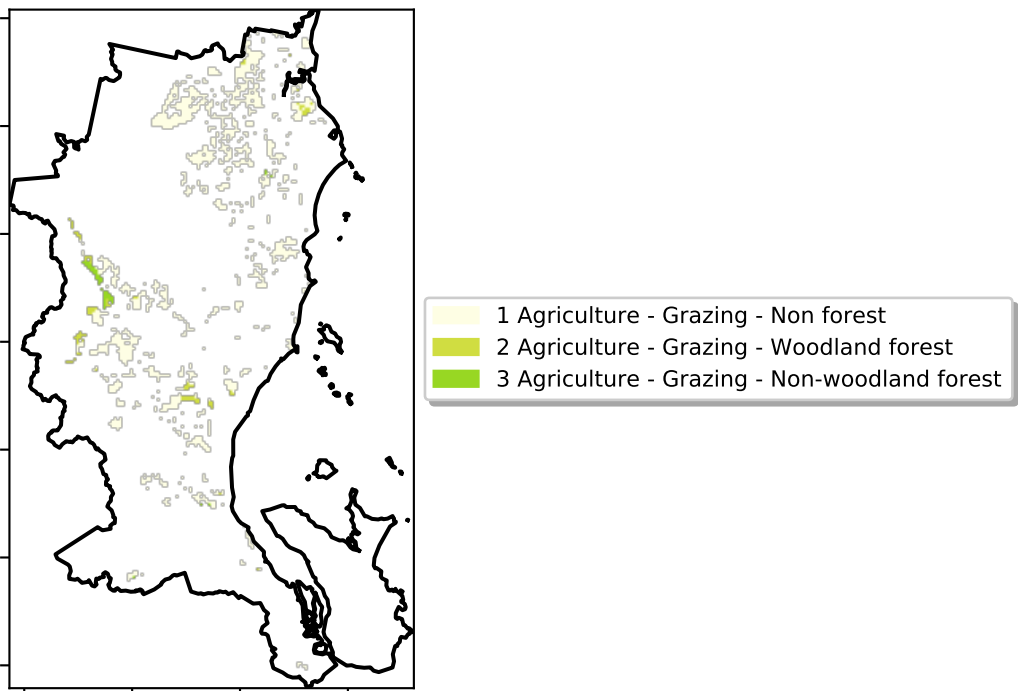 1 Agriculture - Grazing - Non forest
2 Agriculture - Grazing - Woodland forest
3 Agriculture - Grazing - Non-woodland forest